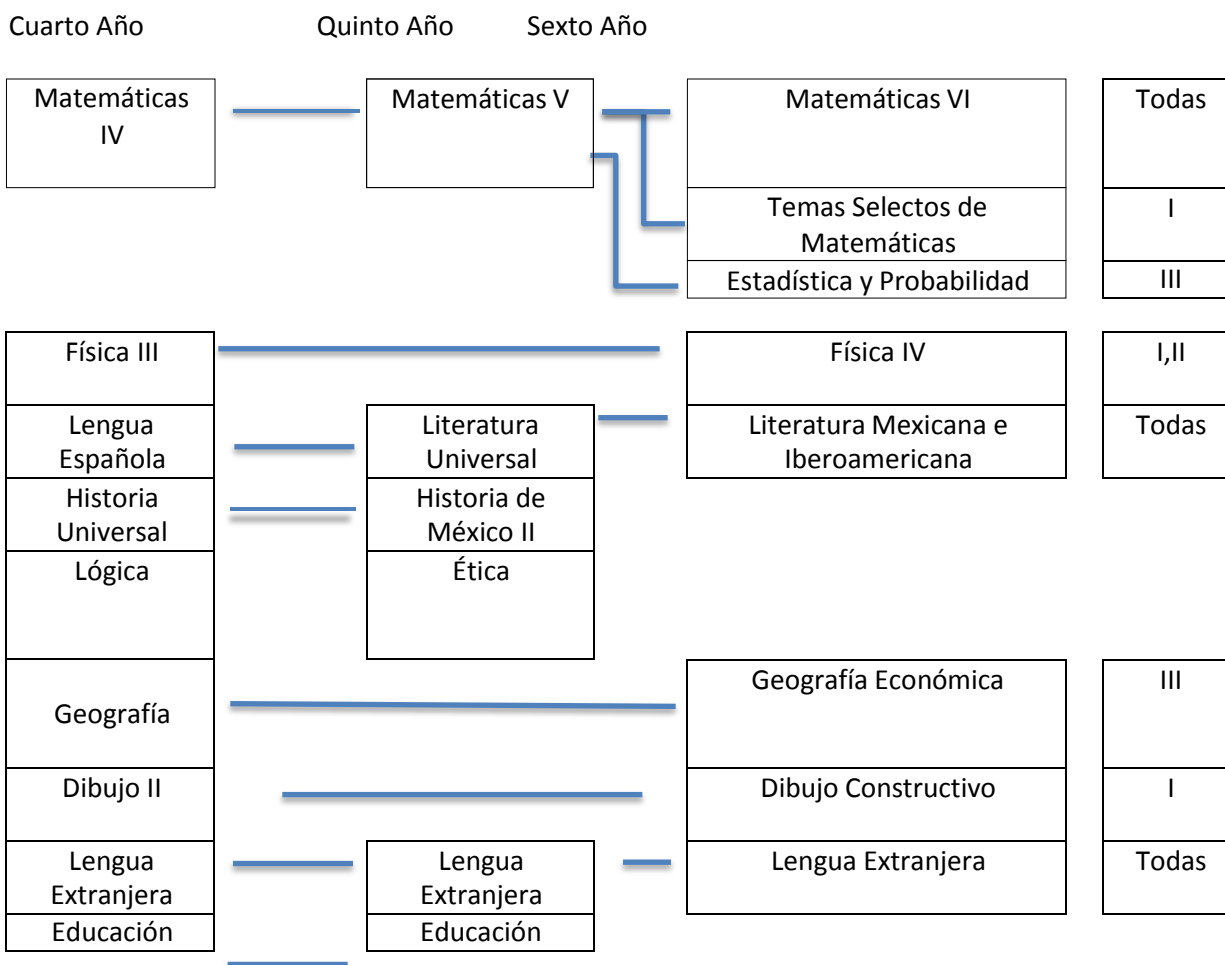 Cuarto Año Quinto Año Sexto Año
Matemáticas Matemáticas V Matemáticas VI Todas
IV
Temas Selectos de I
Matemáticas
Estadística y Probabilidad III
Física III Física IV I,II
Lengua Literatura Literatura Mexicana e Todas
Española Universal Iberoamericana
Historia Historia de
Universal México II
Lógica Ética
Geografía Económica III
Geografía
Dibujo II Dibujo Constructivo I
Lengua Lengua Lengua Extranjera Todas
Extranjera Extranjera
Educación Educación